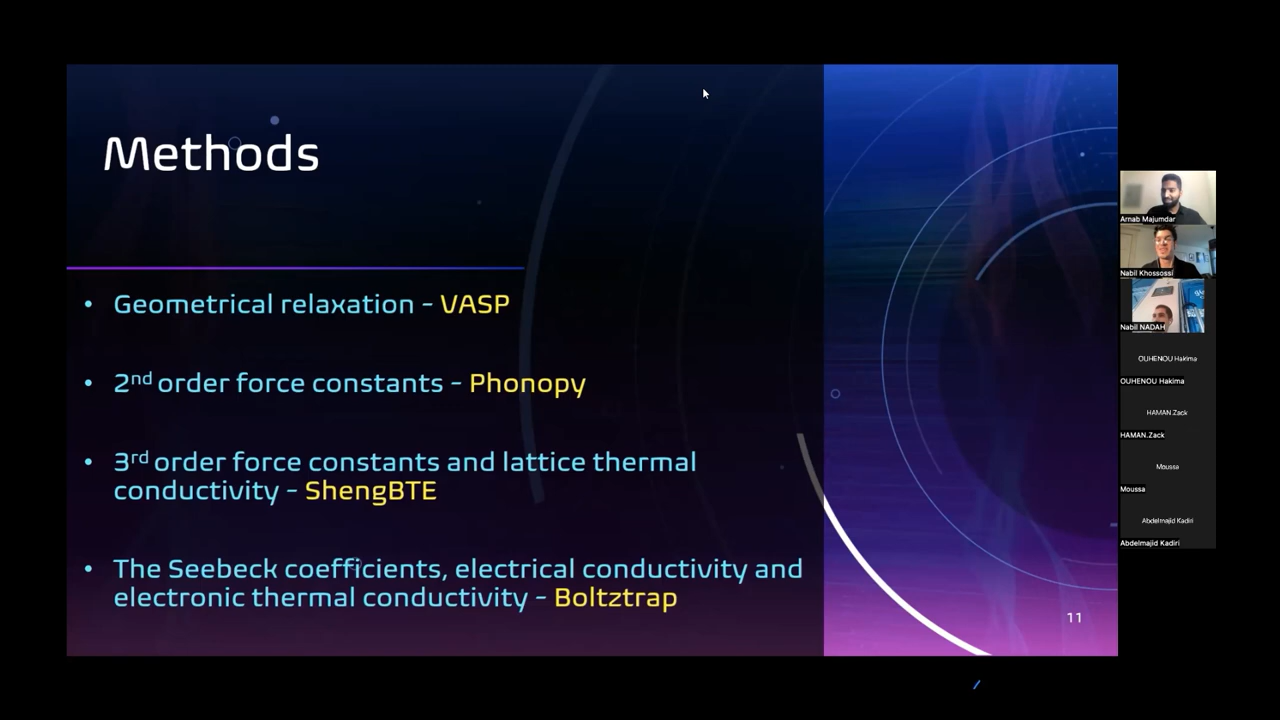 Methods
• Geometrical relaxation – VASP
• 2nd order force constants – Phonopy
• 3rd order force constants and lattice thermal
conductivity – ShengBTE
• The Seebeck coefficients, electrical conductivity and
electronic thermal conductivity – Boltztrap
11
Arnab Majumdar
Nabil Khossossi
Nabil NADAH
OUHENOU Hakima
OUHENOU Hakima
HAMAN.Zack
HAMAN.Zack
Moussa
Moussa
Abdelmajid Kadiri
Abdelmajid Kadiri